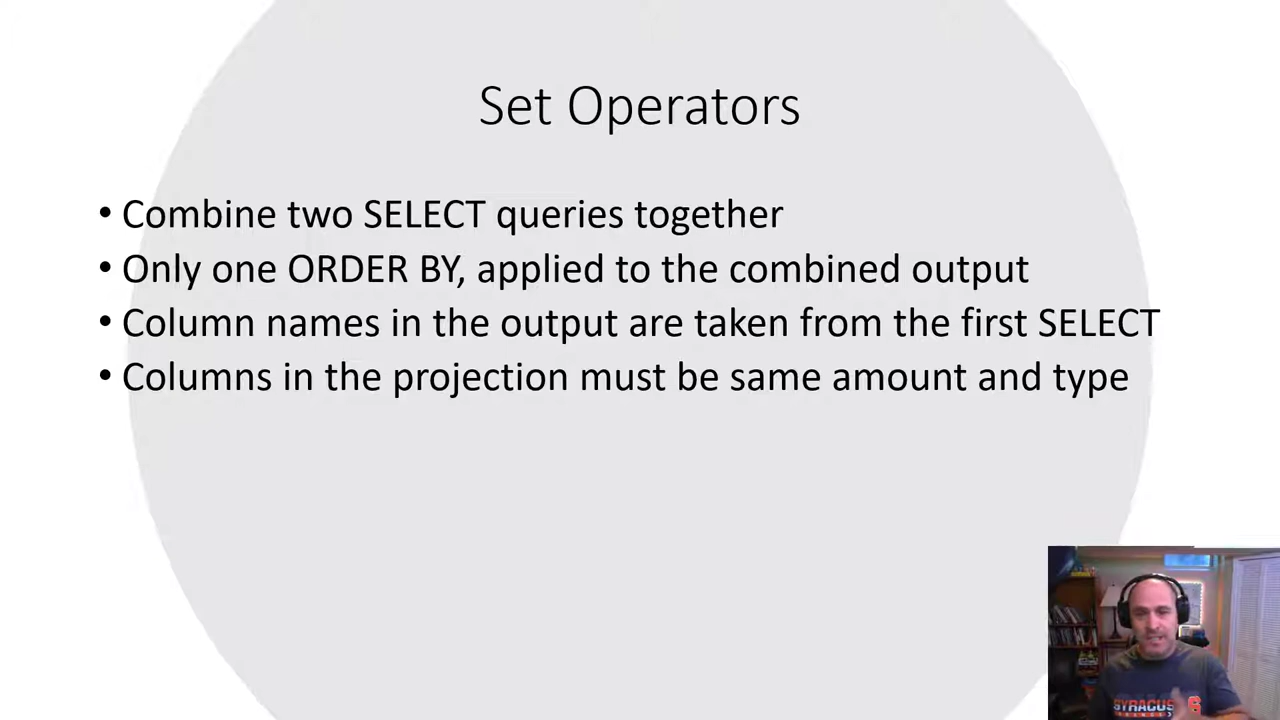 Set Operators
• Combine two SELECT queries together
• Only one ORDER BY, applied to the combined output
• Column names in the output are taken from the first SELECT
• Columns in the projection must be same amount and type
SYRACUS